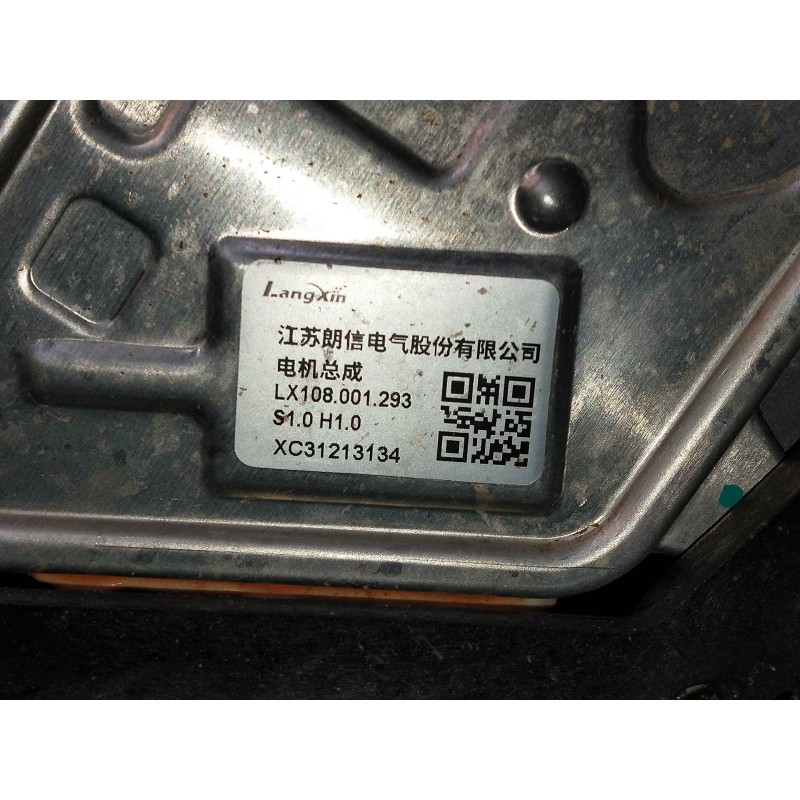 LangXin
江苏朗信电气股份有限公司
电机总成
LX108.001.293
S1.0 H1.0
XC31213134